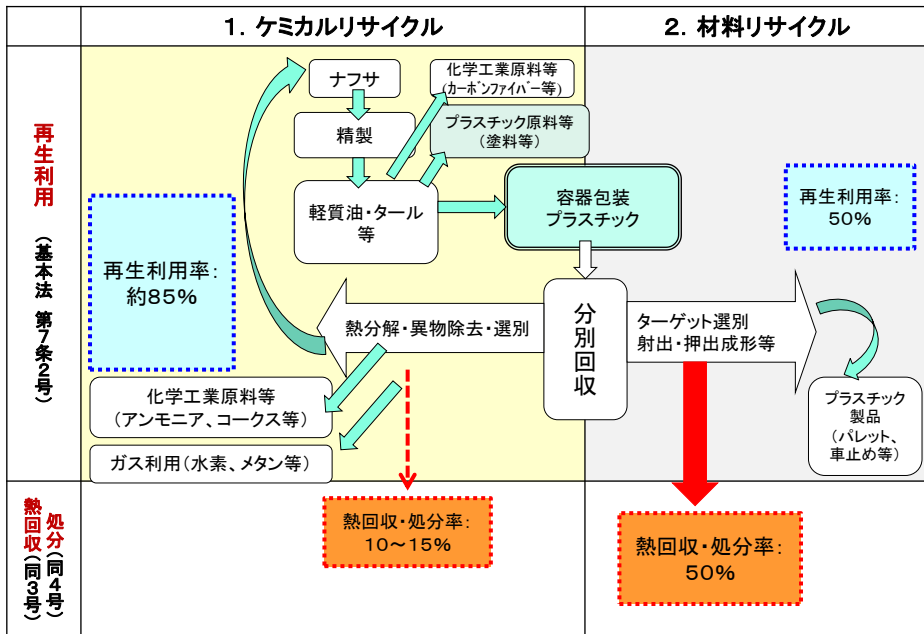 1. ケミカルリサイクル
2. 材料リサイクル
再生利用
(基本法 第7条2号)
ナフサ
精製
軽質油・タール
等
化学工業原料等
(カーボンファイバー等)
プラスチック原料等
(塗料等)
容器包装
プラスチック
再生利用率:
約85%
再生利用率:
50%
熱分解・異物除去・選別
分別回収
ターゲット選別
射出・押出成形等
化学工業原料等
(アンモニア、コークス等)
ガス利用(水素、メタン等)
プラスチック
製品
(パレット、
車止め等)
処分(同4号)
熱回収(同3号)
熱回収・処分率:
10~15%
熱回収・処分率:
50%